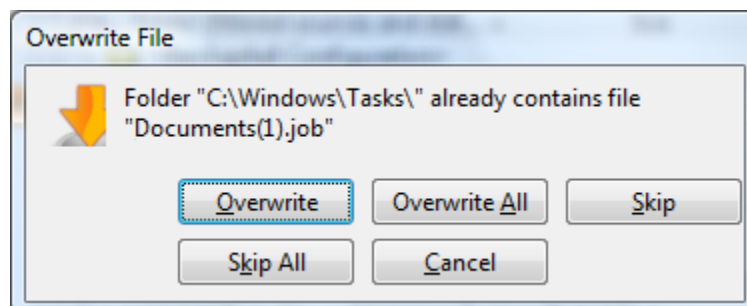 Overwrite File
Folder "C:\Windows\Tasks\" already contains file
"Documents(1).job"
Overwrite
Overwrite All
Skip
Skip All
Cancel